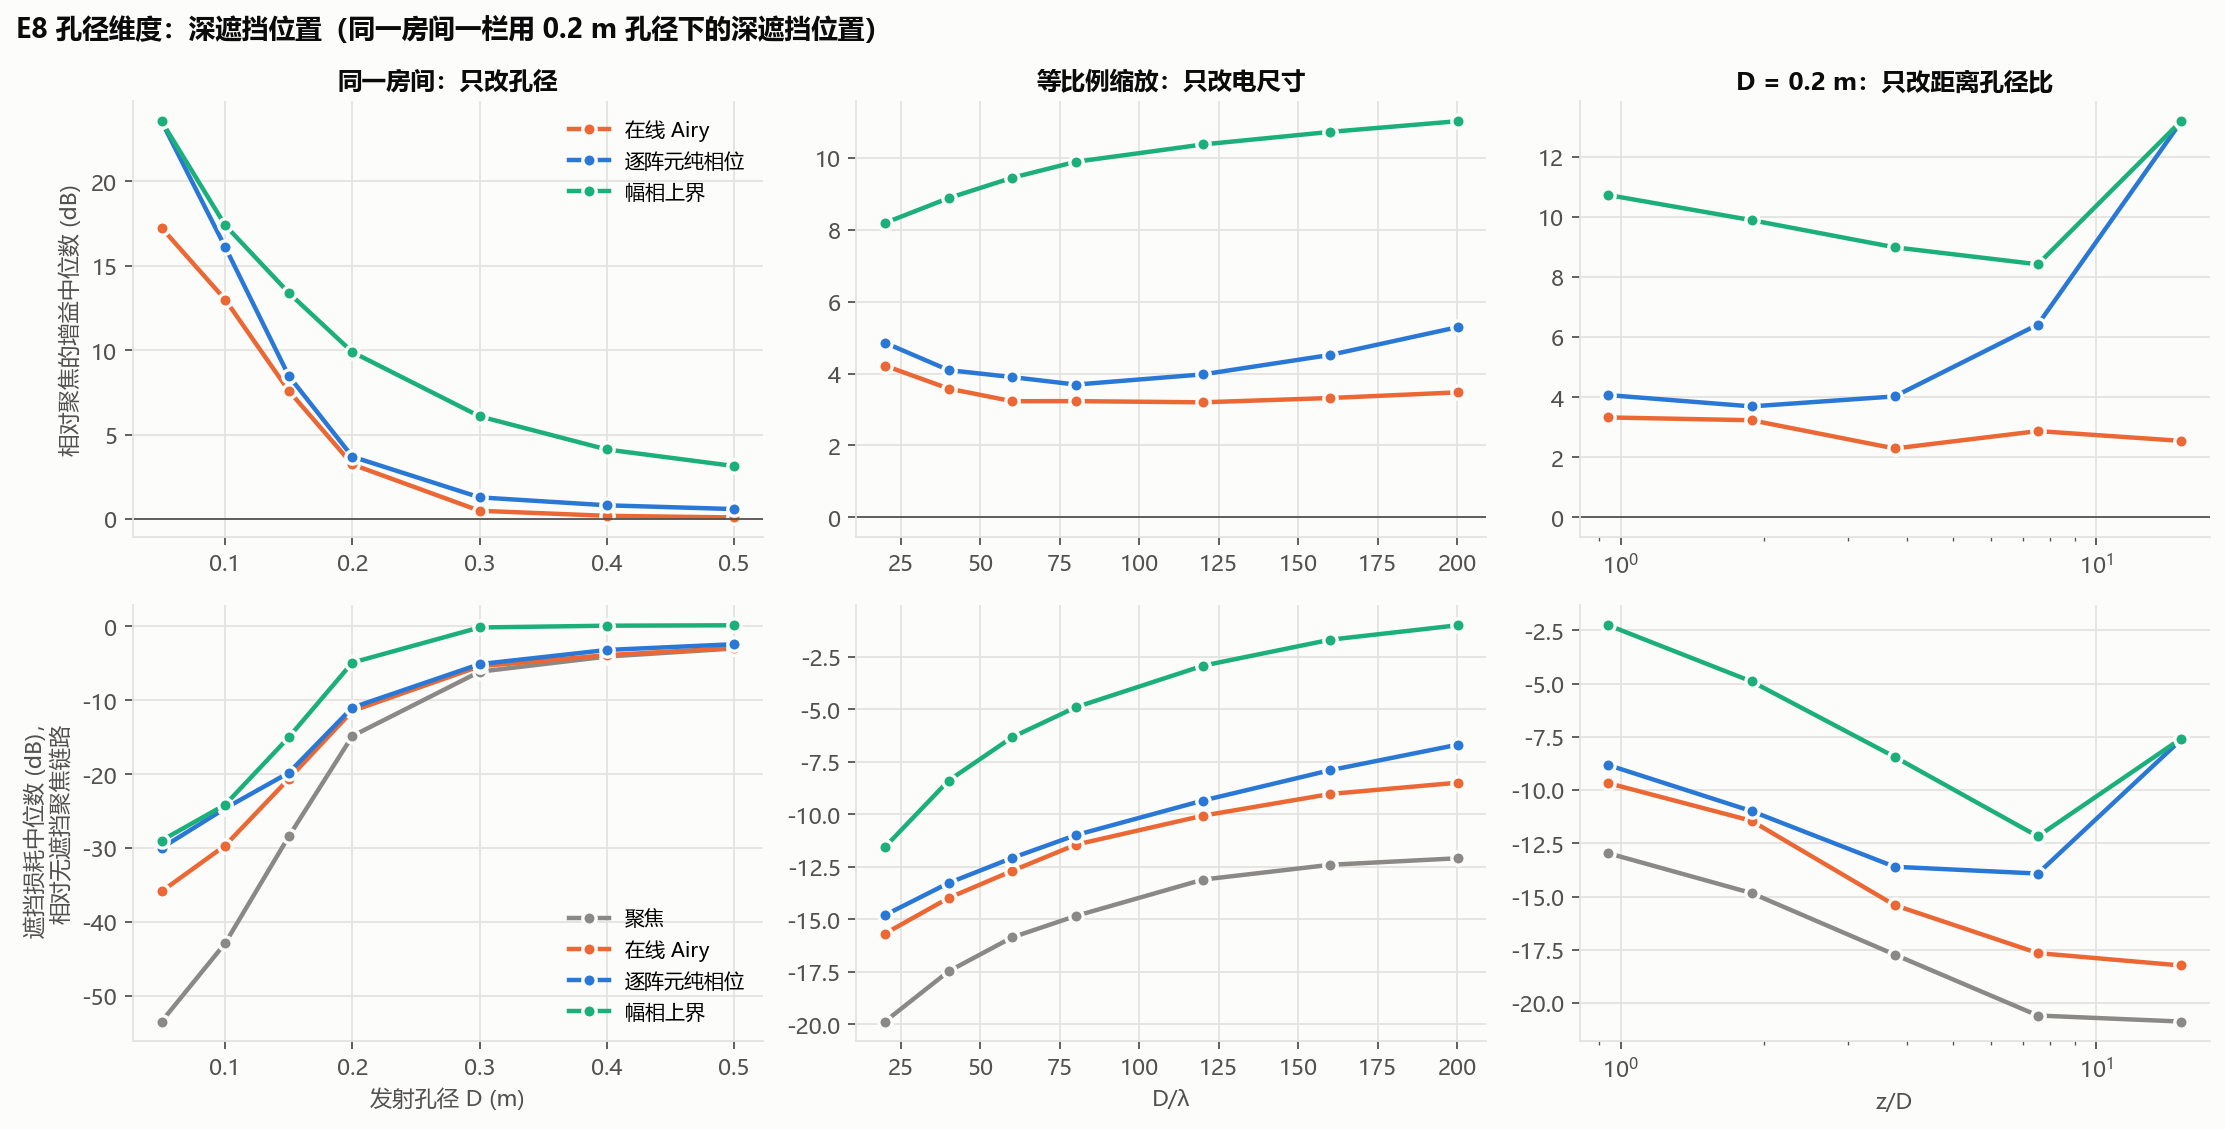 E8 孔径维度：深遮挡位置（同一房间一栏用 0.2 m 孔径下的深遮挡位置）
同一房间：只改孔径
等比例缩放：只改电尺寸
D = 0.2 m：只改距离孔径比
相对聚焦的增益中位数 (dB)
20
15
10
5
0
在线 Airy
逐阵元纯相位
幅相上界
0.1 0.2 0.3 0.4 0.5
10
8
6
4
2
0
25 50 75 100 125 150 175 200
12
10
8
6
4
2
0
10⁰ 10¹
遮挡损耗中位数 (dB)，
相对无遮挡聚焦链路
0
-10
-20
-30
-40
-50
聚焦
在线 Airy
逐阵元纯相位
幅相上界
0.1 0.2 0.3 0.4 0.5
发射孔径 D (m)
-2.5
-5.0
-7.5
-10.0
-12.5
-15.0
-17.5
-20.0
25 50 75 100 125 150 175 200
D/λ
-2.5
-5.0
-7.5
-10.0
-12.5
-15.0
-17.5
-20.0
10⁰ 10¹
z/D